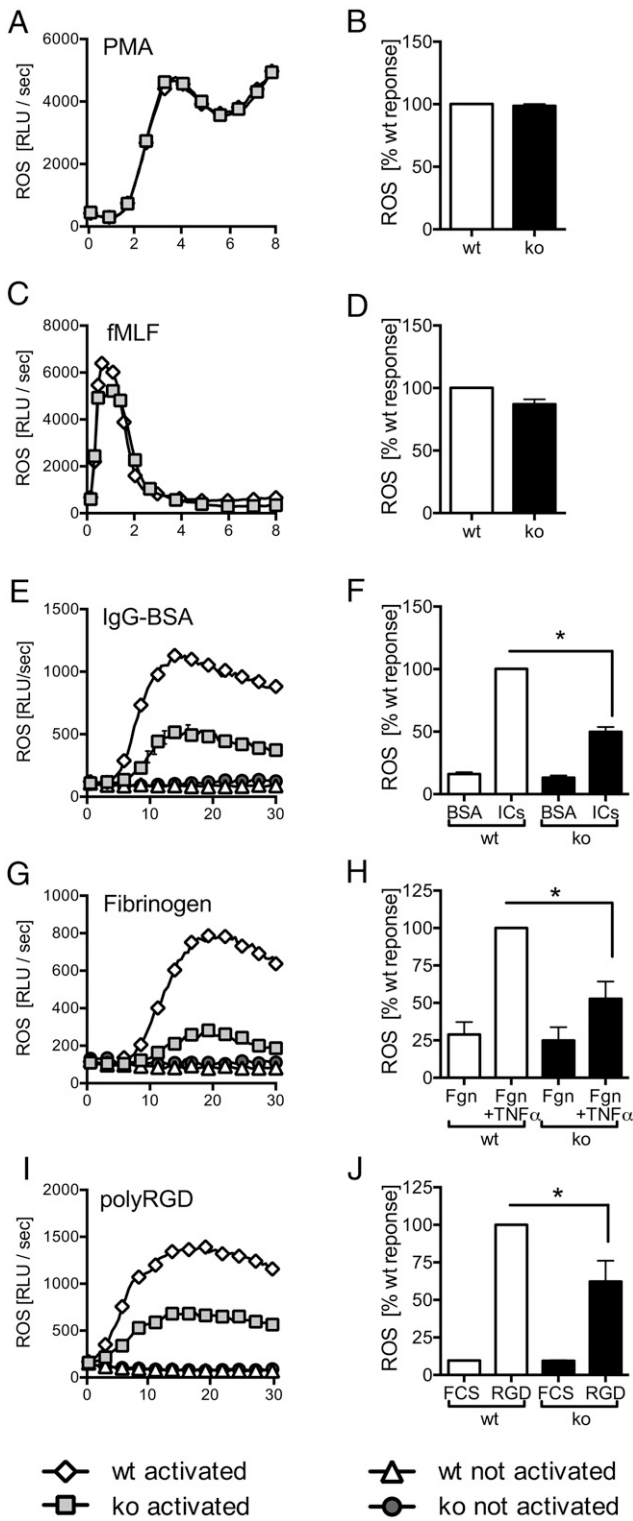 A
PMA
ROS [RLU / sec]
6000
4000
2000
0
0 2 4 6 8
B
ROS [% wt reponse]
150
100
50
0
wt ko
C
fMLF
ROS [RLU / sec]
8000
6000
4000
2000
0
0 2 4 6 8
D
ROS [% wt response]
150
100
50
0
wt ko
E
IgG-BSA
ROS [RLU/sec]
1500
1000
500
0
0 10 20 30
F
ROS [% wt reponse]
150
100
50
0
*
BSA ICs BSA ICs
wt ko
G
Fibrinogen
ROS [RLU / sec]
1000
800
600
400
200
0
0 10 20 30
H
ROS [% wt reponse]
125
100
75
50
25
0
*
Fgn Fgn Fgn Fgn
+TNFα +TNFα
wt ko
I
polyRGD
ROS [RLU / sec]
2000
1500
1000
500
0
0 10 20 30
J
ROS [% wt reponse]
125
100
75
50
25
0
*
FCS RGD FCS RGD
wt ko
wt activated
ko activated
wt not activated
ko not activated